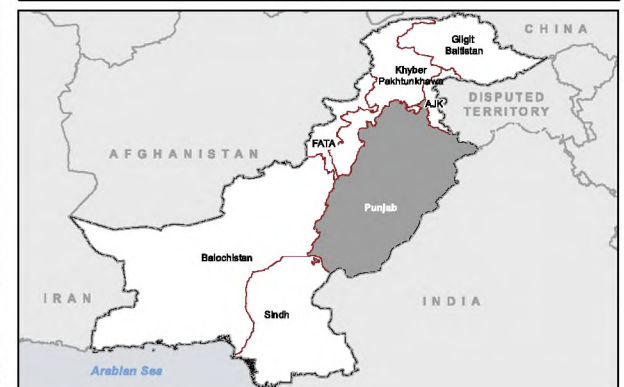 CHINA
Gilgit
Baltistan
Khyber
Pakhtunkhawa
DISPUTED
TERRITORY
AJK
FATA
AFGHANISTAN
Punjab
Balochistan
IRAN
INDIA
Sindh
Arabian Sea